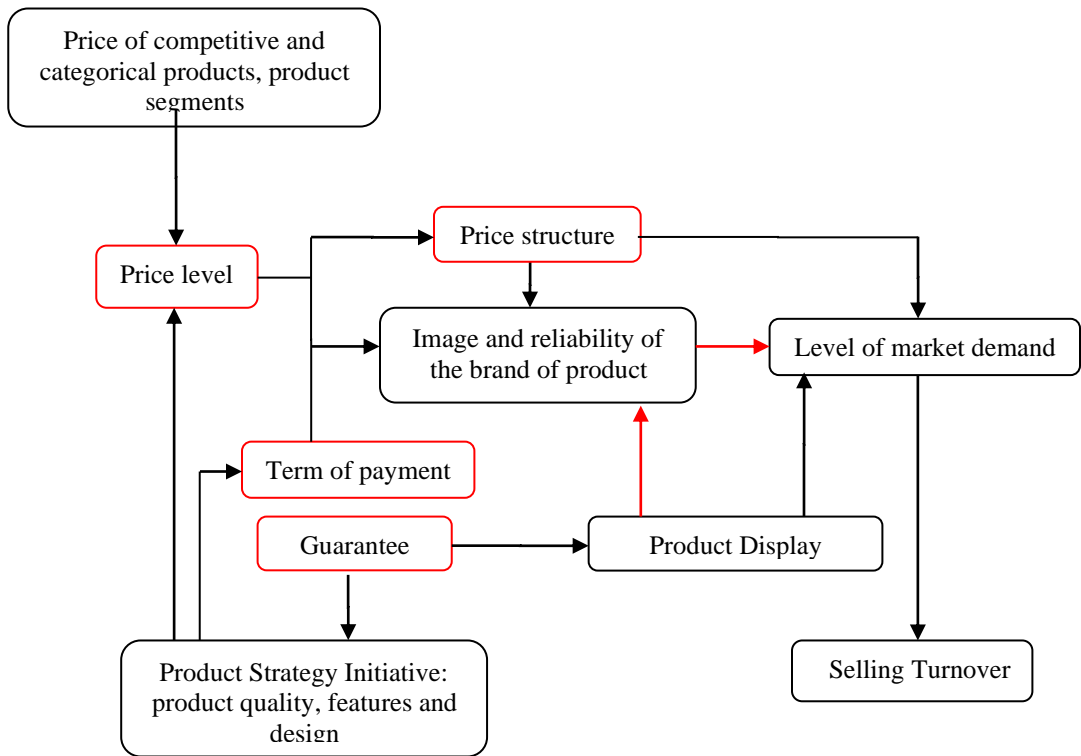 Price of competitive and
categorical products, product
segments
Price structure
Price level
Image and reliability of
the brand of product
Level of market demand
Term of payment
Guarantee
Product Display
Product Strategy Initiative:
product quality, features and
design
Selling Turnover